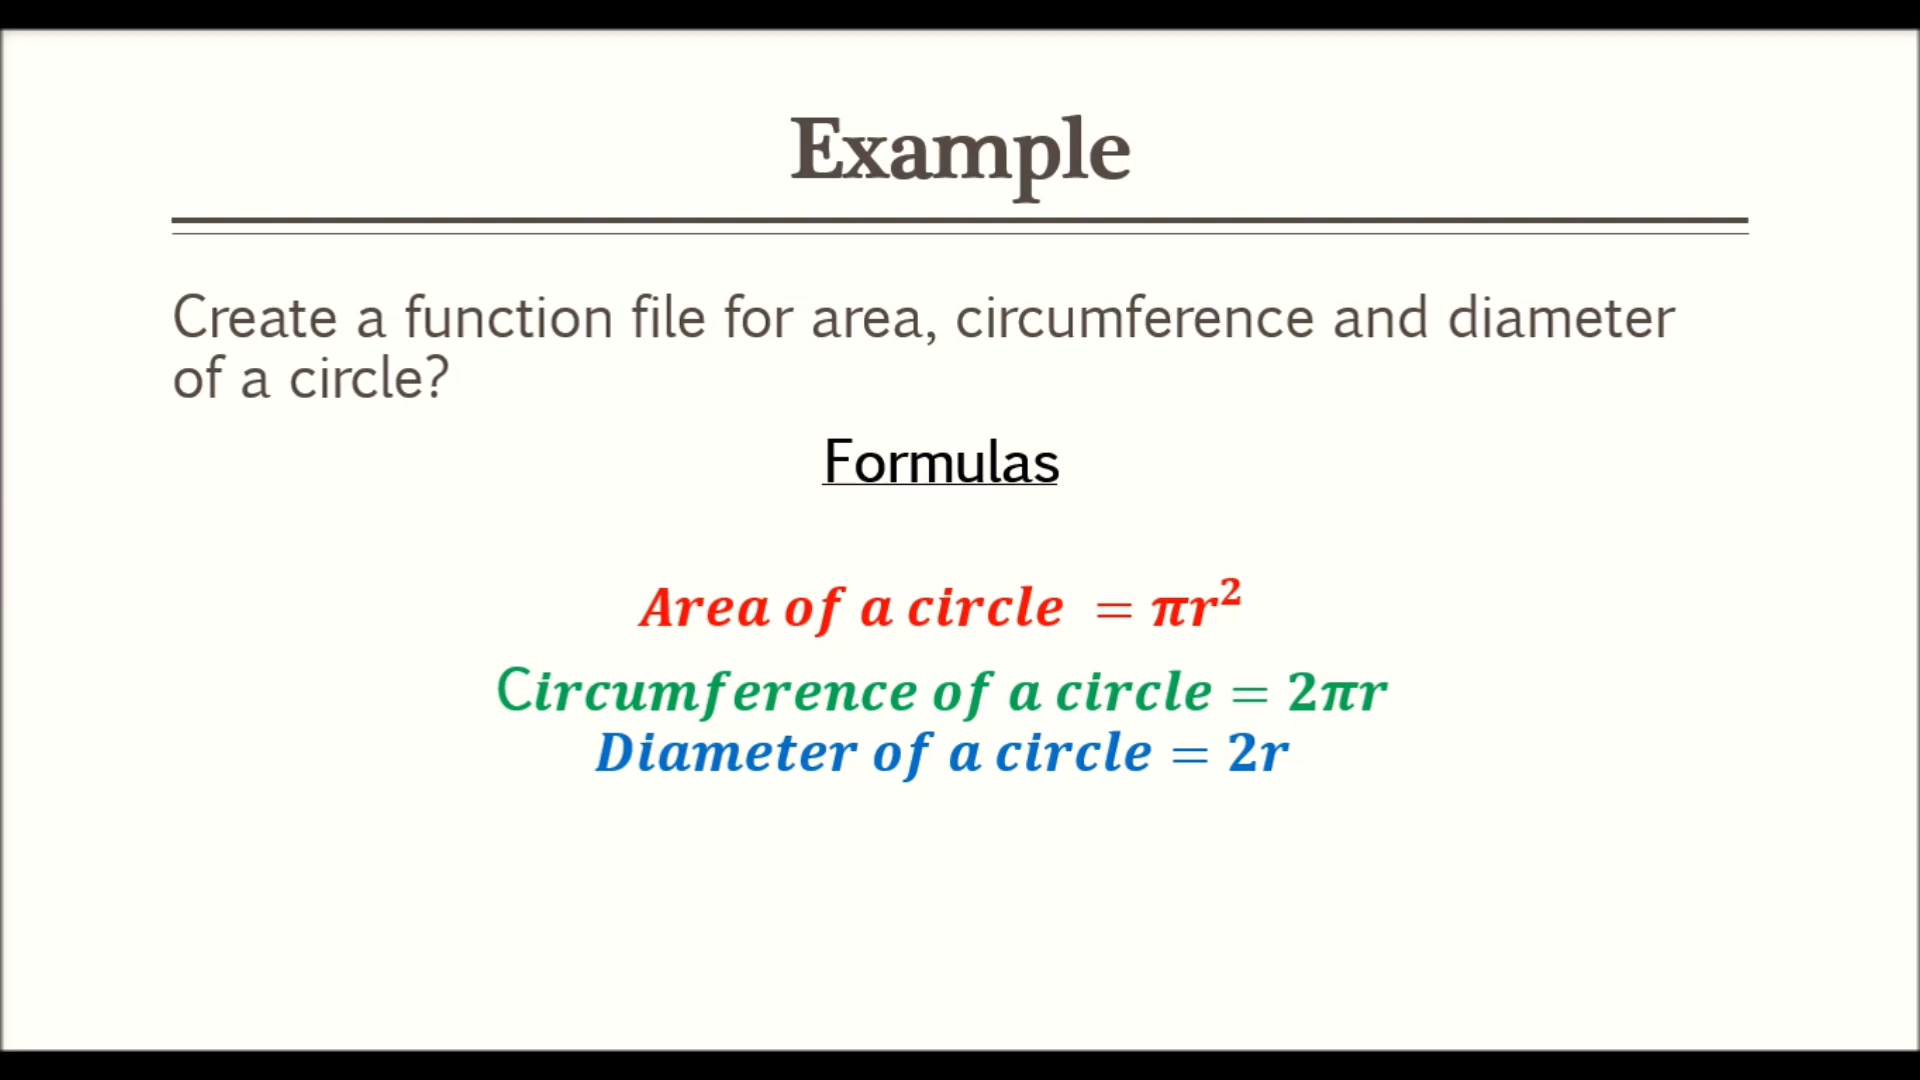 Example
Create a function file for area, circumference and diameter
of a circle?
Formulas
Area of a circle = πr²
Circumference of a circle = 2πr
Diameter of a circle = 2r